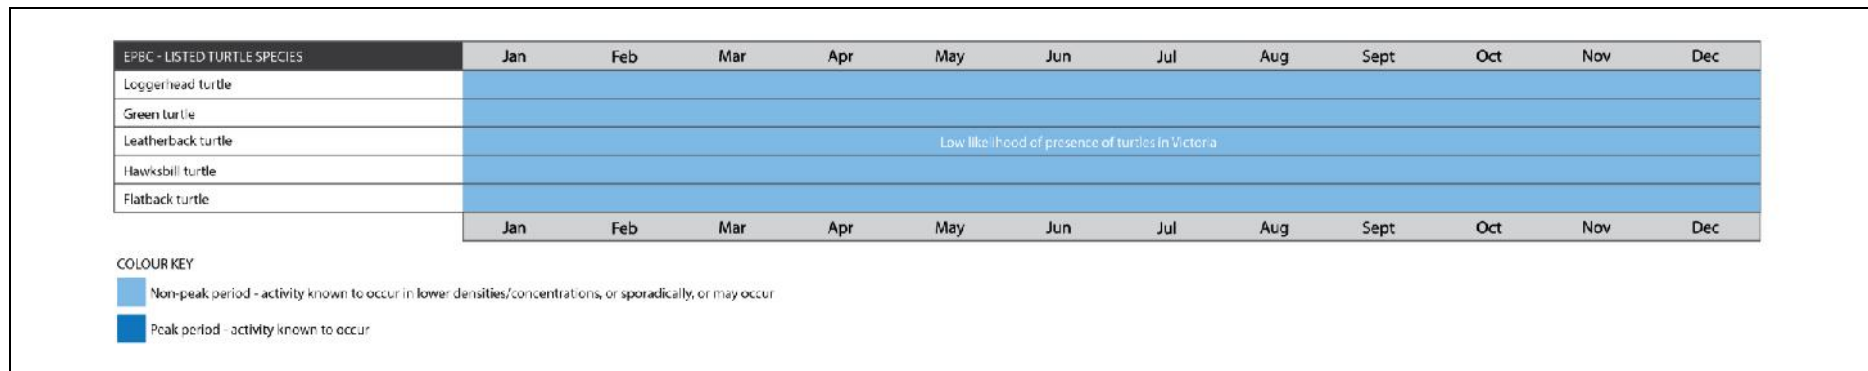 EPBC - LISTED TURTLE SPECIES Jan Feb Mar Apr May Jun Jul Aug Sept Oct Nov Dec
Loggerhead turtle
Green turtle
Leatherback turtle Low likelihood of presence of turtles in Victoria
Hawksbill turtle
Flatback turtle
Jan Feb Mar Apr May Jun Jul Aug Sept Oct Nov Dec
COLOUR KEY
Non-peak period - activity known to occur in lower densities/concentrations, or sporadically, or may occur
Peak period - activity known to occur